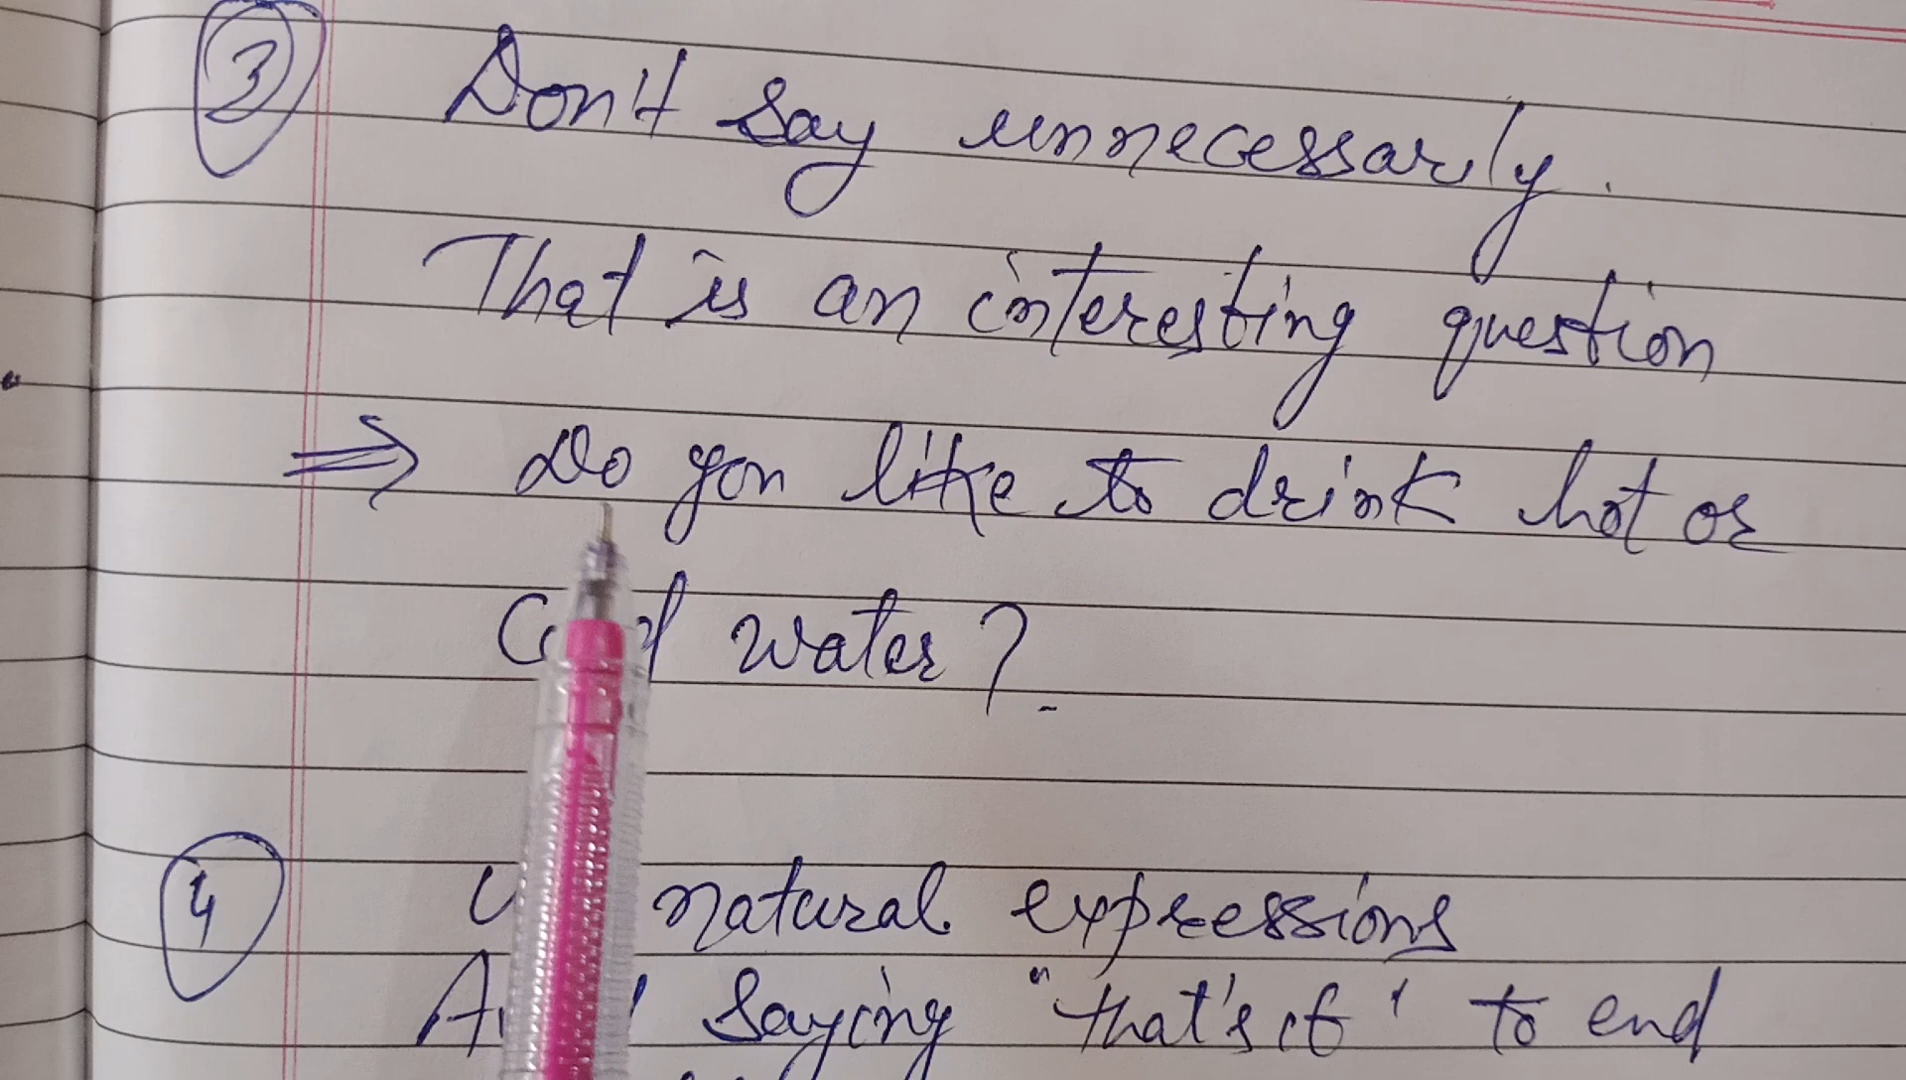 3 Don't Say unnecessarily.
That is an interesting question
⇒ Do you like to drink hot or
water?
4 natural expressions
Saying "that's it" to end